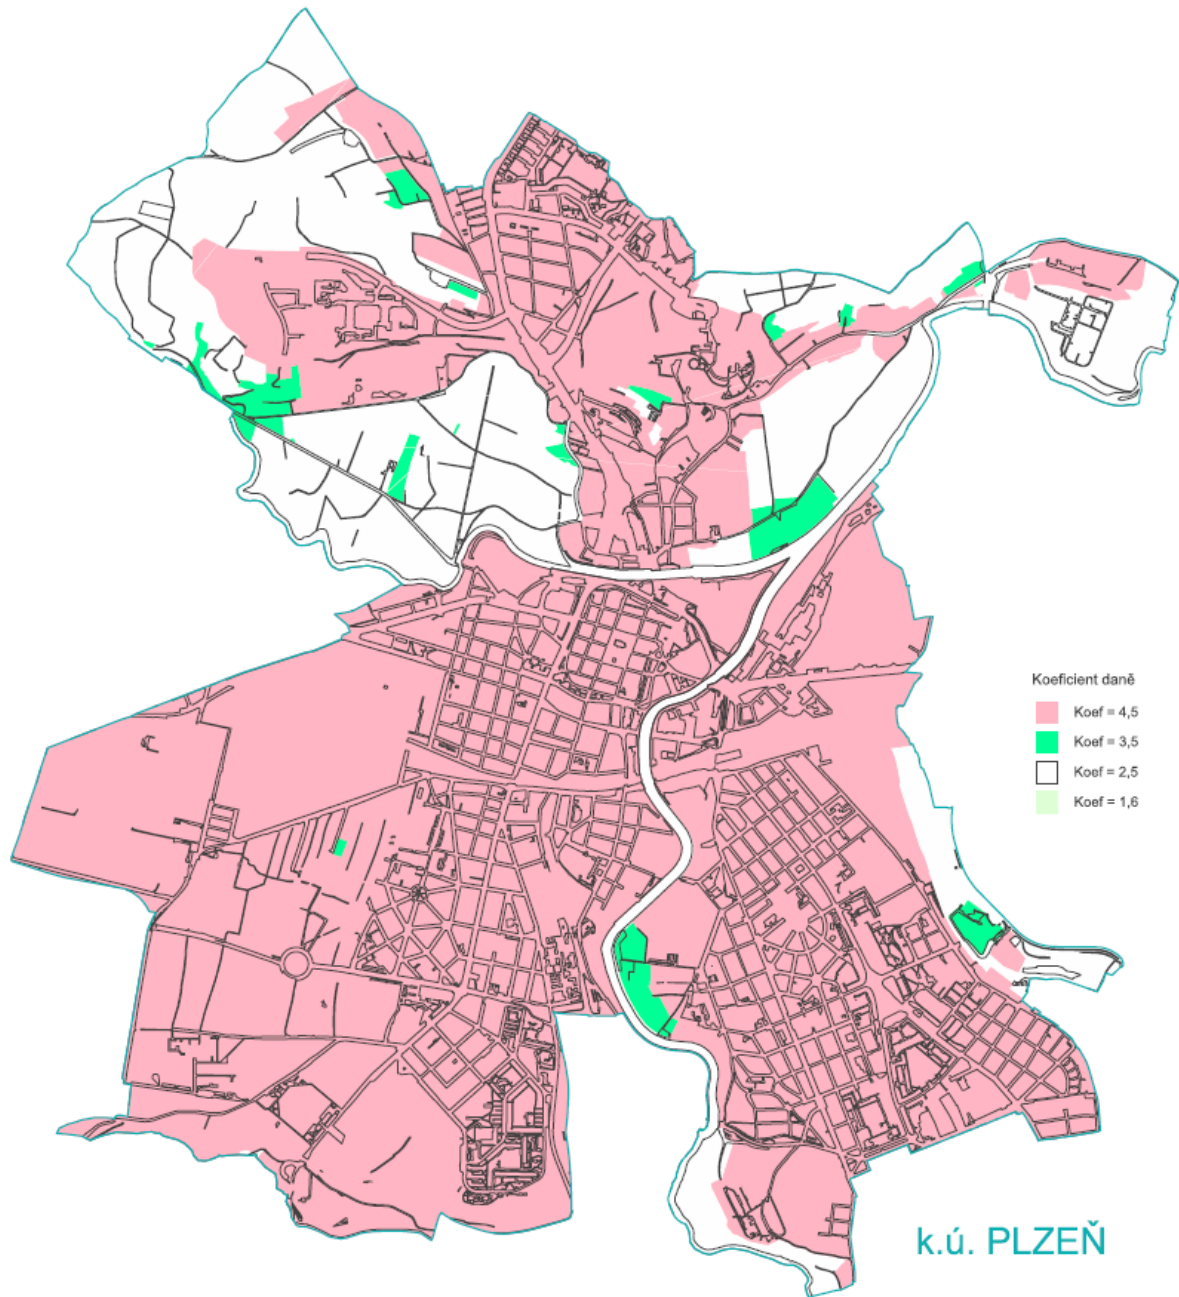 Koeficient daně
Koef = 4,5
Koef = 3,5
Koef = 2,5
Koef = 1,6
k.ú. PLZEŇ